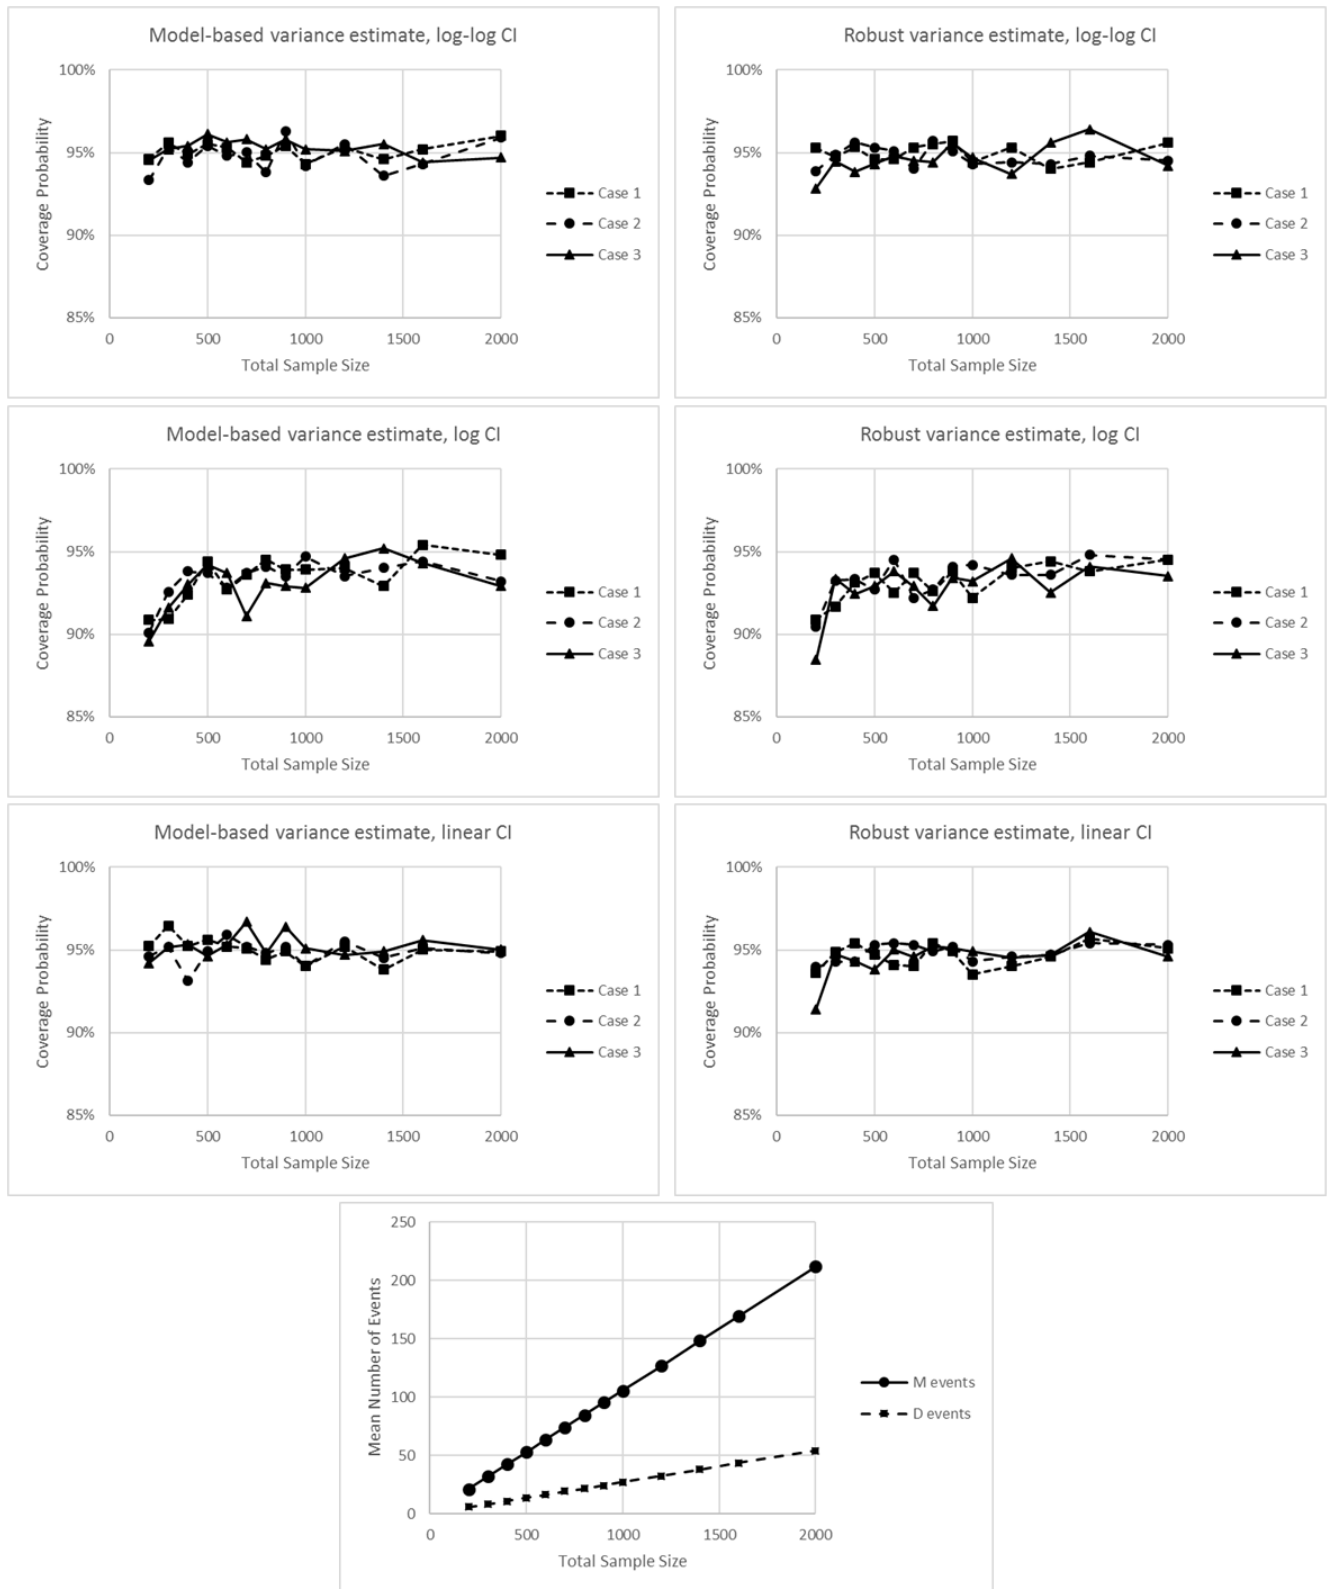 Model-based variance estimate, log-log CI
100%
95%
90%
85%
Coverage Probability
0 500 1000 1500 2000
Total Sample Size
Case 1
Case 2
Case 3
Robust variance estimate, log-log CI
100%
95%
90%
85%
Coverage Probability
0 500 1000 1500 2000
Total Sample Size
Case 1
Case 2
Case 3
Model-based variance estimate, log CI
100%
95%
90%
85%
Coverage Probability
0 500 1000 1500 2000
Total Sample Size
Case 1
Case 2
Case 3
Robust variance estimate, log CI
100%
95%
90%
85%
Coverage Probability
0 500 1000 1500 2000
Total Sample Size
Case 1
Case 2
Case 3
Model-based variance estimate, linear CI
100%
95%
90%
85%
Coverage Probability
0 500 1000 1500 2000
Total Sample Size
Case 1
Case 2
Case 3
Robust variance estimate, linear CI
100%
95%
90%
85%
Coverage Probability
0 500 1000 1500 2000
Total Sample Size
Case 1
Case 2
Case 3
250
200
150
100
50
0
Mean Number of Events
0 500 1000 1500 2000
Total Sample Size
M events
D events